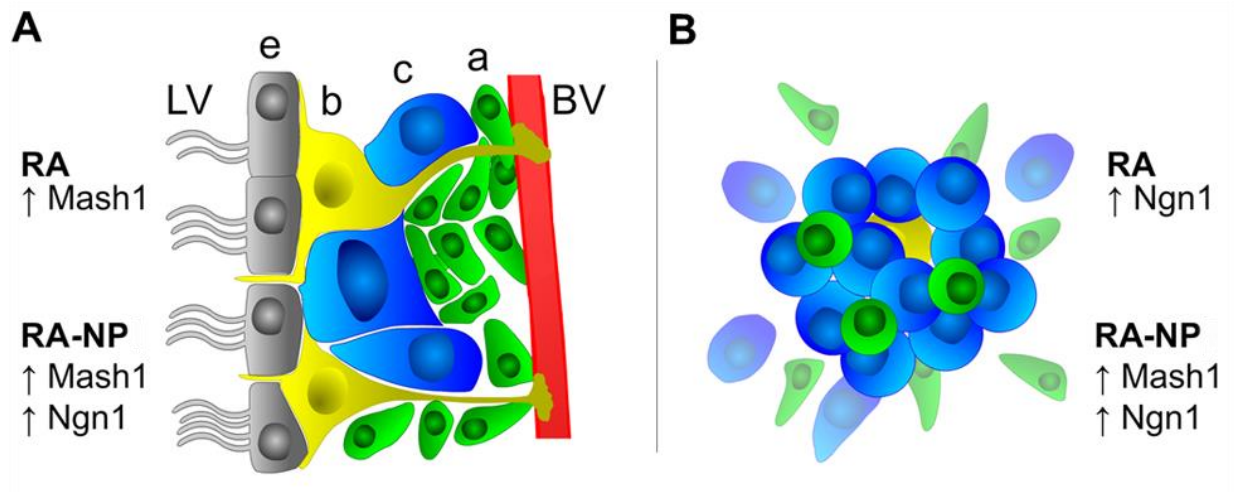 A
B
e
a
c
LV
b
BV
RA
↑ Mash1
RA
↑ Ngn1
RA-NP
↑ Mash1
↑ Ngn1
RA-NP
↑ Mash1
↑ Ngn1